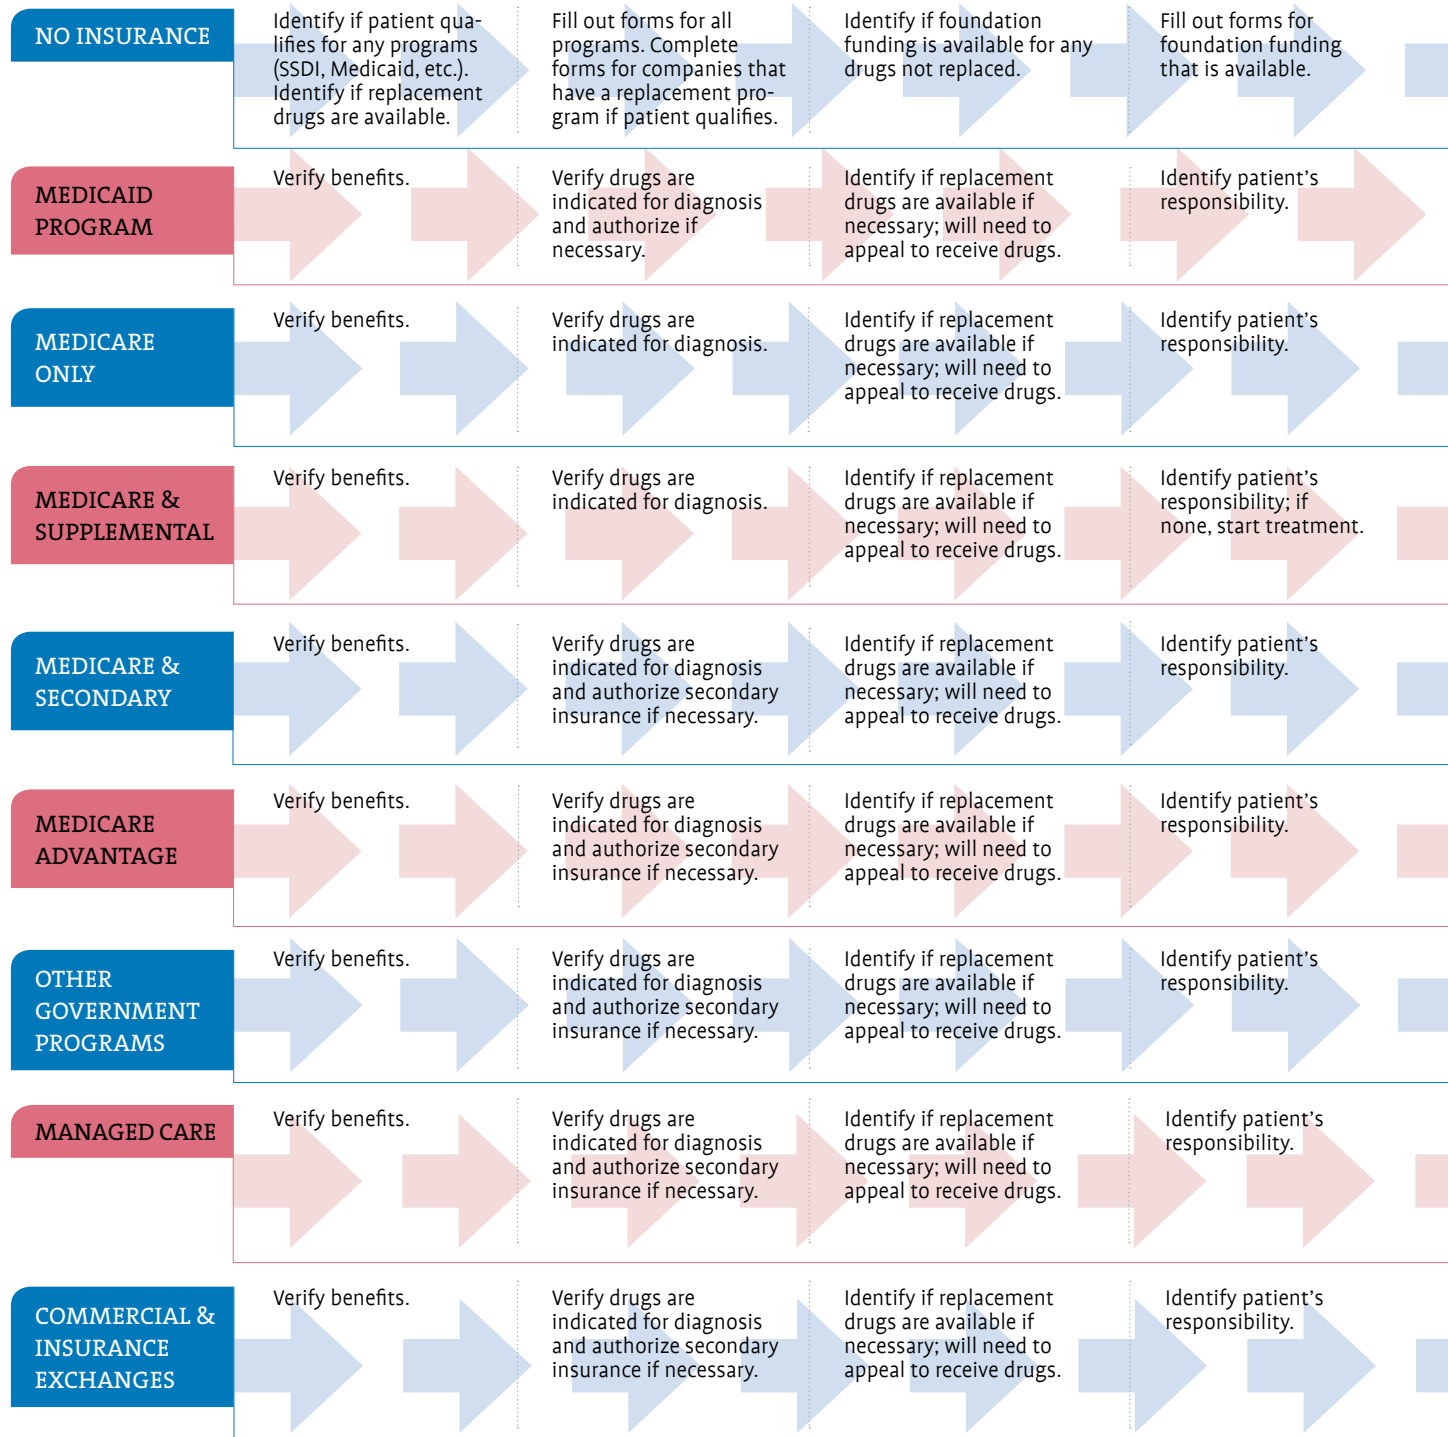 NO INSURANCE
Identify if patient qua-
lifies for any programs
(SSDI, Medicaid, etc.).
Identify if replacement
drugs are available.
Fill out forms for all
programs. Complete
forms for companies that
have a replacement pro-
gram if patient qualifies.
Identify if foundation
funding is available for any
drugs not replaced.
Fill out forms for
foundation funding
that is available.
MEDICAID
PROGRAM
Verify benefits.
Verify drugs are
indicated for diagnosis
and authorize if
necessary.
Identify if replacement
drugs are available if
necessary; will need to
appeal to receive drugs.
Identify patient's
responsibility.
MEDICARE
ONLY
Verify benefits.
Verify drugs are
indicated for diagnosis.
Identify if replacement
drugs are available if
necessary; will need to
appeal to receive drugs.
Identify patient's
responsibility.
MEDICARE &
SUPPLEMENTAL
Verify benefits.
Verify drugs are
indicated for diagnosis.
Identify if replacement
drugs are available if
necessary; will need to
appeal to receive drugs.
Identify patient's
responsibility; if
none, start treatment.
MEDICARE &
SECONDARY
Verify benefits.
Verify drugs are
indicated for diagnosis
and authorize secondary
insurance if necessary.
Identify if replacement
drugs are available if
necessary; will need to
appeal to receive drugs.
Identify patient's
responsibility.
MEDICARE
ADVANTAGE
Verify benefits.
Verify drugs are
indicated for diagnosis
and authorize secondary
insurance if necessary.
Identify if replacement
drugs are available if
necessary; will need to
appeal to receive drugs.
Identify patient's
responsibility.
OTHER
GOVERNMENT
PROGRAMS
Verify benefits.
Verify drugs are
indicated for diagnosis
and authorize secondary
insurance if necessary.
Identify if replacement
drugs are available if
necessary; will need to
appeal to receive drugs.
Identify patient's
responsibility.
MANAGED CARE
Verify benefits.
Verify drugs are
indicated for diagnosis
and authorize secondary
insurance if necessary.
Identify if replacement
drugs are available if
necessary; will need to
appeal to receive drugs.
Identify patient's
responsibility.
COMMERCIAL &
INSURANCE
EXCHANGES
Verify benefits.
Verify drugs are
indicated for diagnosis
and authorize secondary
insurance if necessary.
Identify if replacement
drugs are available if
necessary; will need to
appeal to receive drugs.
Identify patient's
responsibility.